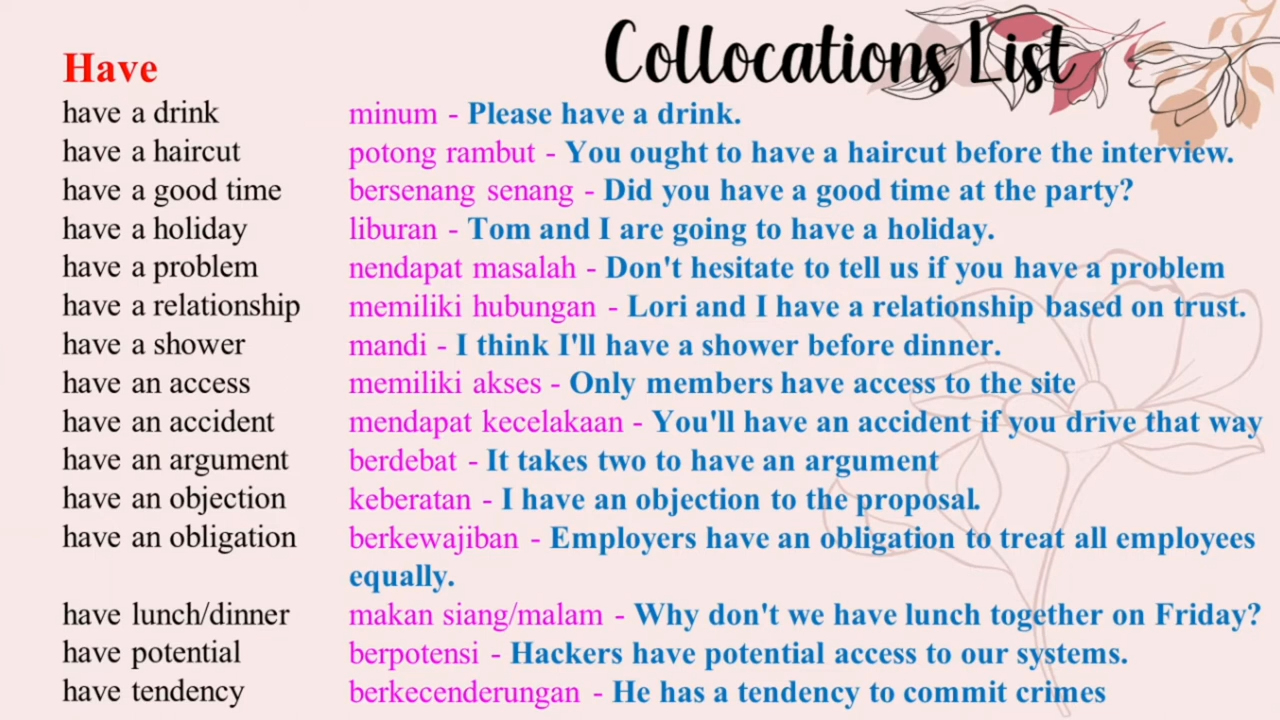 Collocations List
Have
have a drink minum - Please have a drink.
have a haircut potong rambut - You ought to have a haircut before the interview.
have a good time bersenang senang - Did you have a good time at the party?
have a holiday liburan - Tom and I are going to have a holiday.
have a problem nendapat masalah - Don't hesitate to tell us if you have a problem
have a relationship memiliki hubungan - Lori and I have a relationship based on trust.
have a shower mandi - I think I'll have a shower before dinner.
have an access memiliki akses - Only members have access to the site
have an accident mendapat kecelakaan - You'll have an accident if you drive that way
have an argument berdebat - It takes two to have an argument
have an objection keberatan - I have an objection to the proposal.
have an obligation berkewajiban - Employers have an obligation to treat all employees
equally.
have lunch/dinner makan siang/malam - Why don't we have lunch together on Friday?
have potential berpotensi - Hackers have potential access to our systems.
have tendency berkecenderungan - He has a tendency to commit crimes